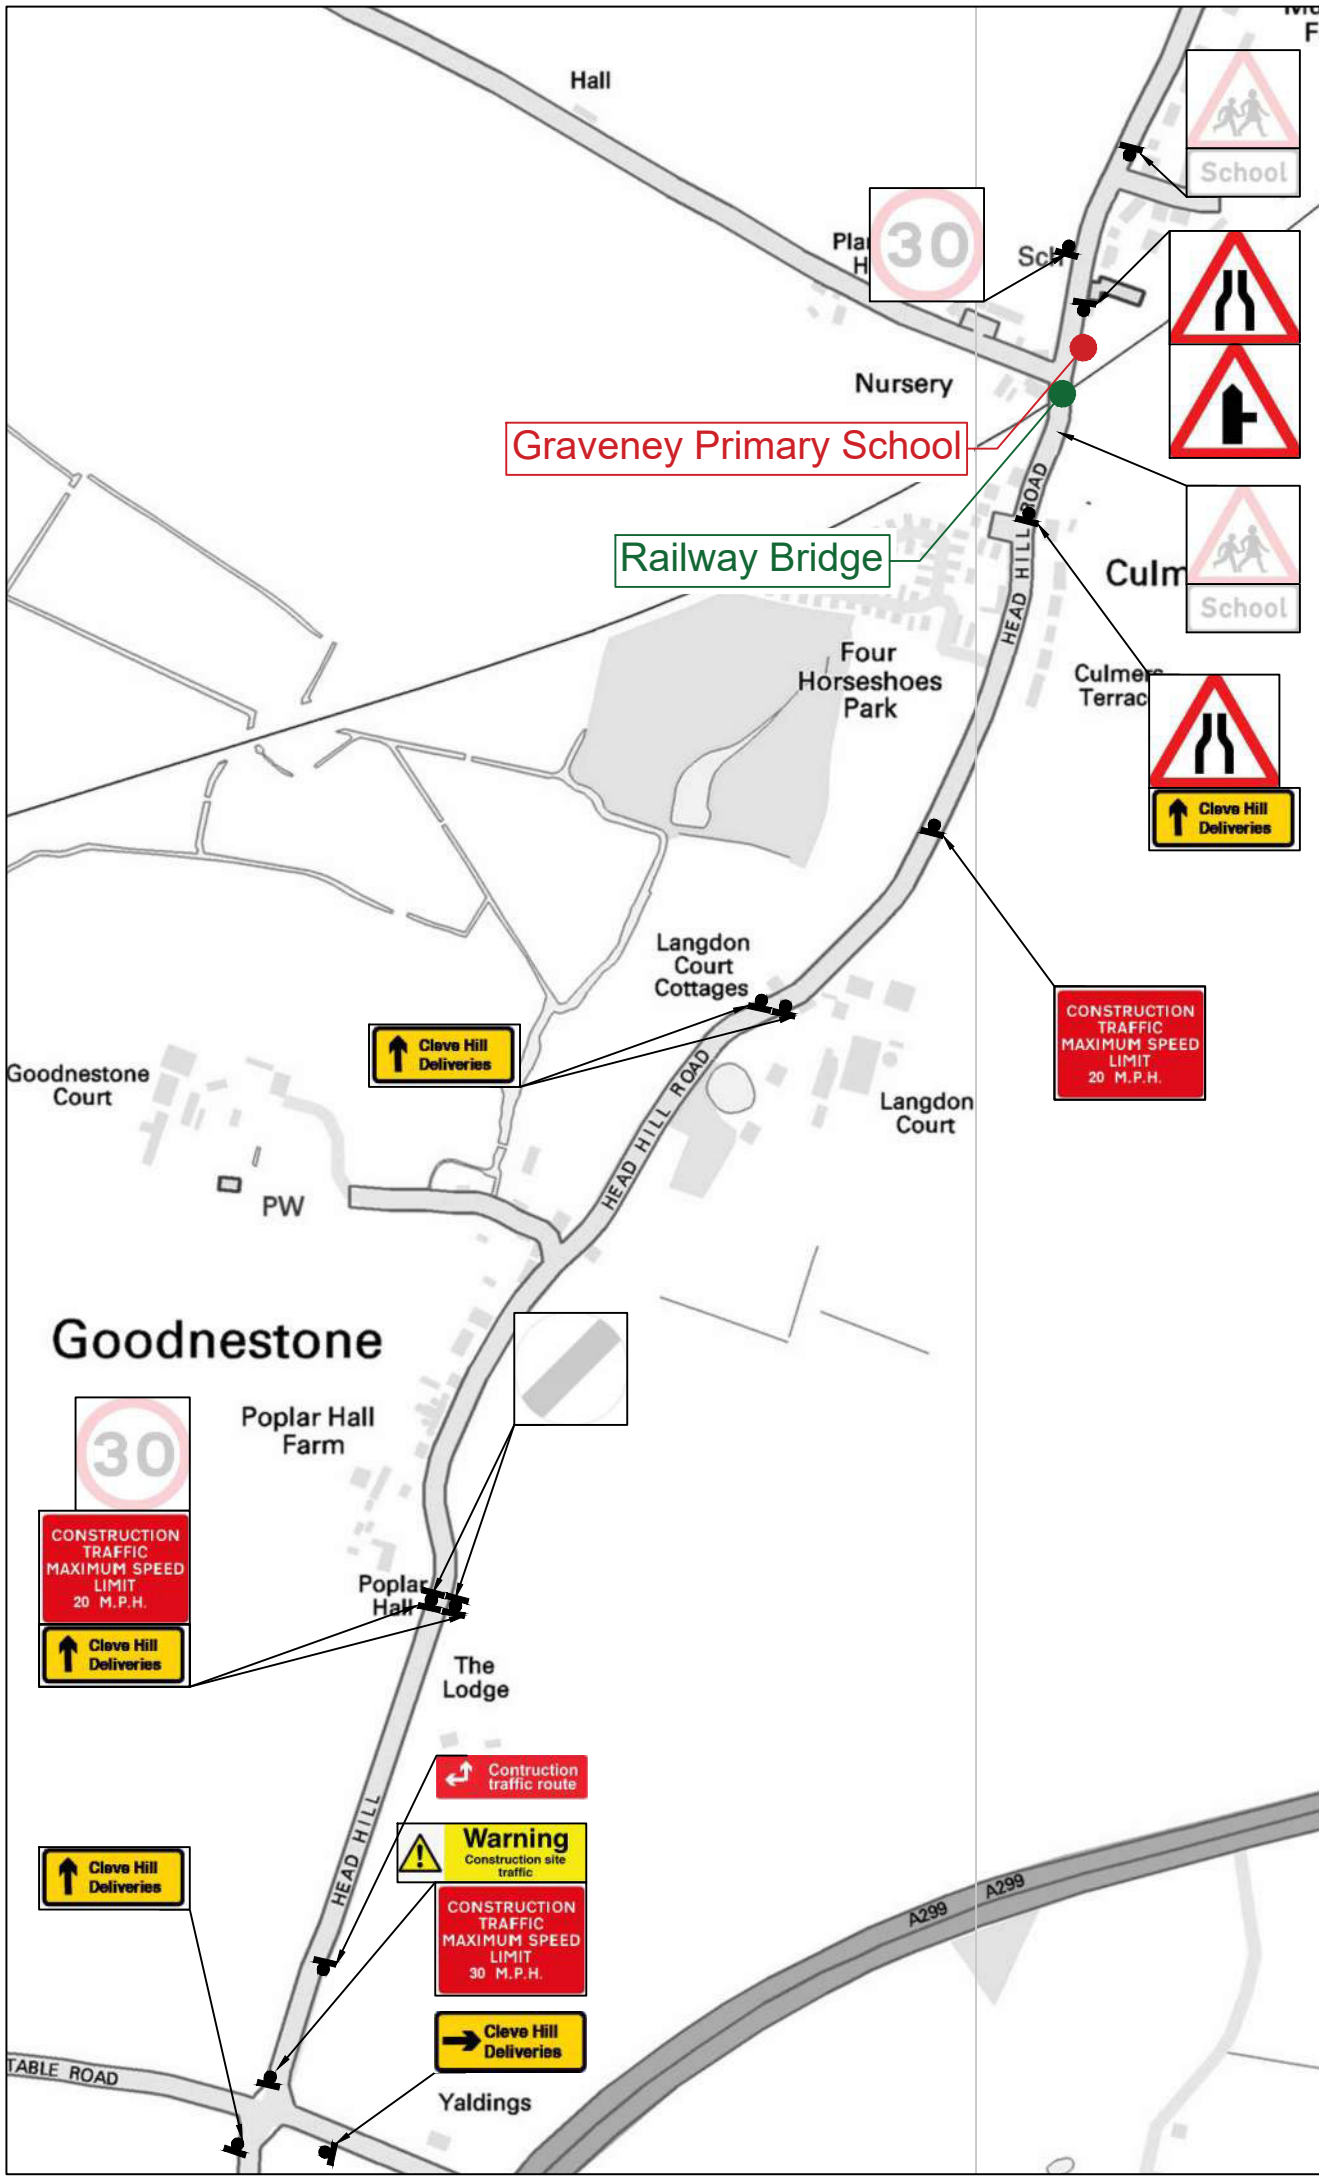 Hall
School
30
Sch
Nursery
Graveney Primary School
ROAD
Railway Bridge
HEAD HILL
School
Four
Horseshoes
Park
Culmers
Cleve Hill
Deliveries
Langdon
Court
Cottages
CONSTRUCTION
TRAFFIC
MAXIMUM SPEED
LIMIT
20 M.P.H.
Cleve Hill
Deliveries
Goodnestone
Court
HEAD HILL ROAD
Langdon
Court
PW
Goodnestone
30
Poplar Hall
Farm
CONSTRUCTION
TRAFFIC
MAXIMUM SPEED
LIMIT
20 M.P.H.
Cleve Hill
Deliveries
Poplar
Hall
The
Lodge
Contruction
traffic route
HEAD HILL
Warning
Construction site
traffic
CONSTRUCTION
TRAFFIC
MAXIMUM SPEED
LIMIT
30 M.P.H.
Cleve Hill
Deliveries
A299
A299
Cleve Hill
Deliveries
TABLE ROAD
Yaldings